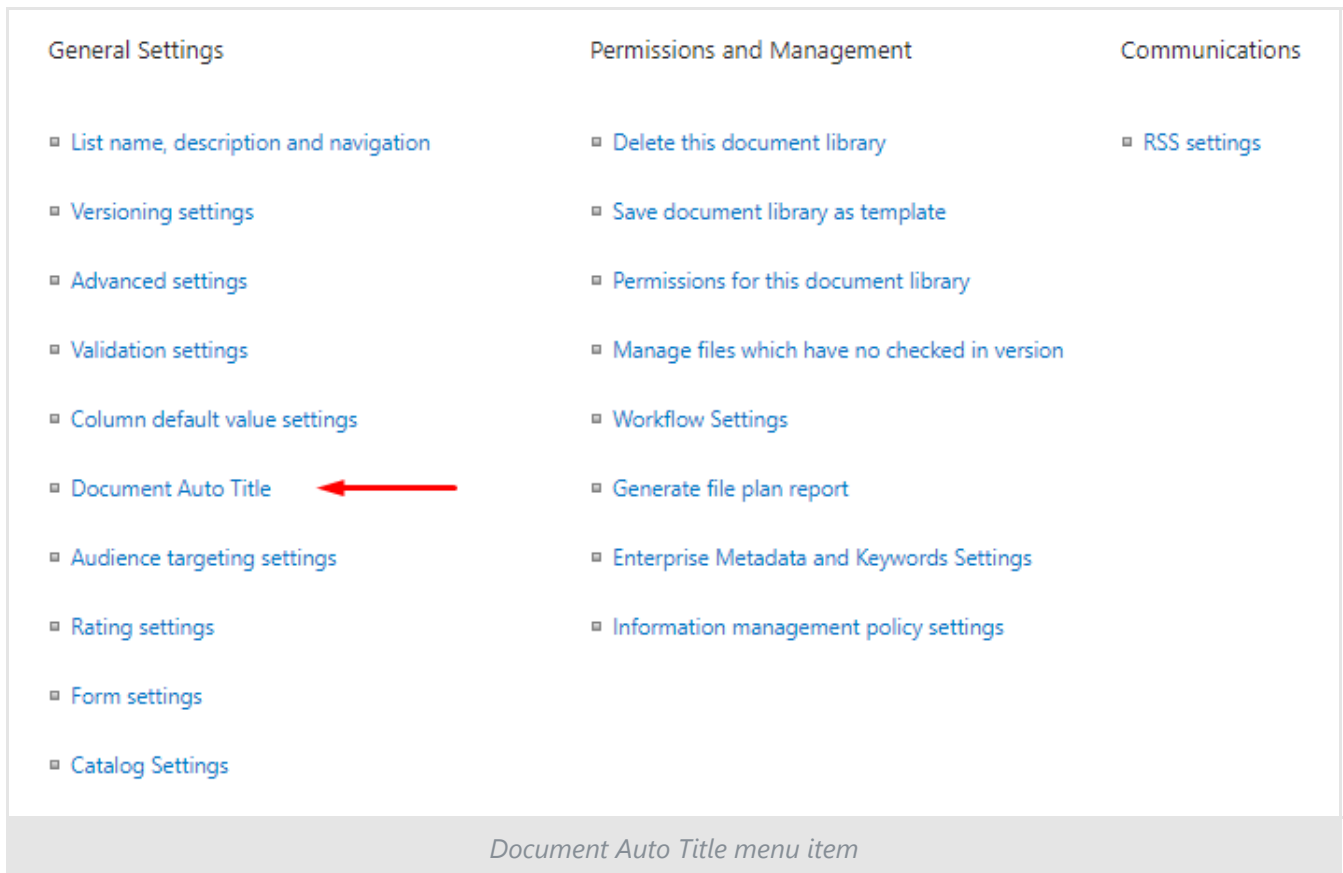 General Settings
List name, description and navigation
Versioning settings
Advanced settings
Validation settings
Column default value settings
Document Auto Title
Audience targeting settings
Rating settings
Form settings
Catalog Settings
Permissions and Management
Delete this document library
Save document library as template
Permissions for this document library
Manage files which have no checked in version
Workflow Settings
Generate file plan report
Enterprise Metadata and Keywords Settings
Information management policy settings
Communications
RSS settings
Document Auto Title menu item